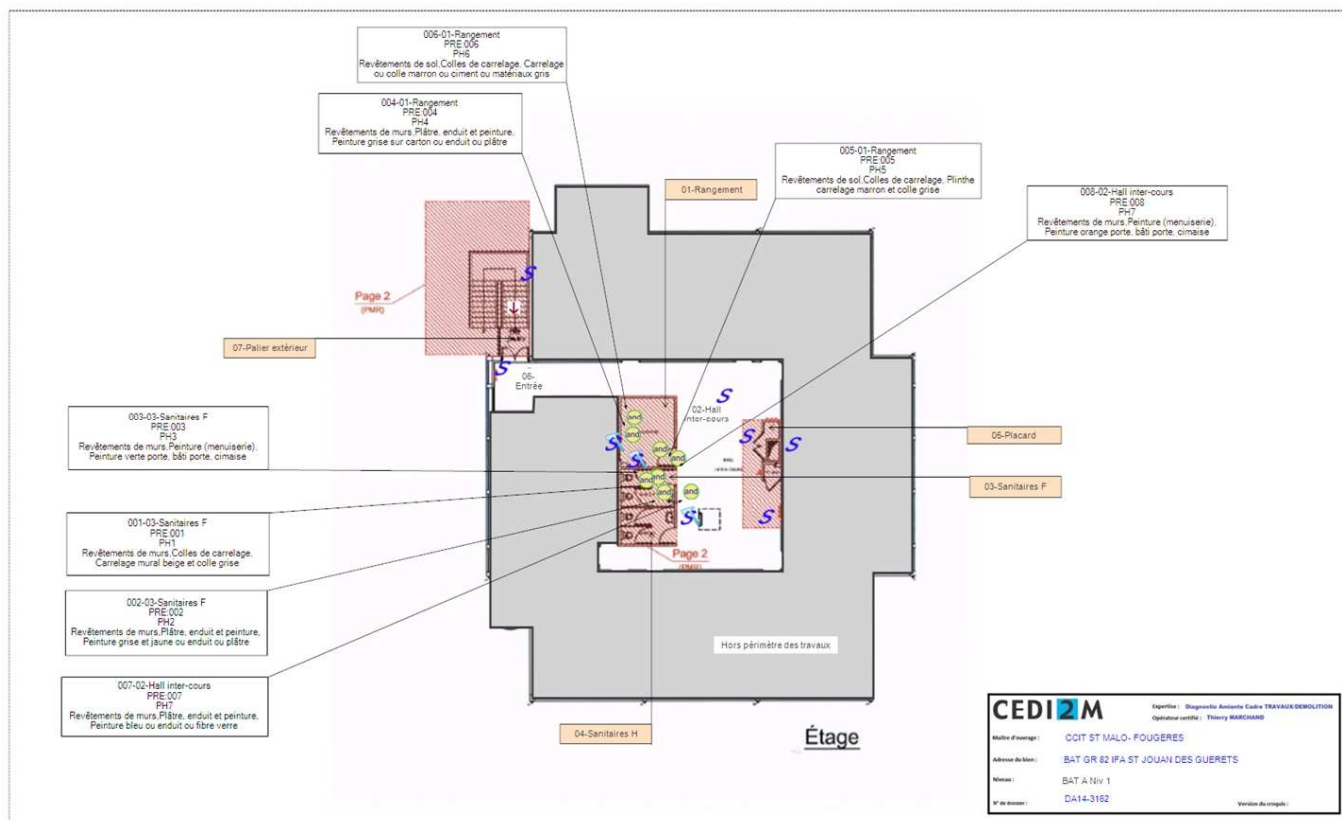 006-01-Rangement
PRE:006
PH6
Revêtements de sol,Colles de carrelage, Carrelage
ou colle marron ou ciment ou matériaux gris
004-01-Rangement
PRE:004
PH4
Revêtements de murs,Plâtre, enduit et peinture,
Peinture grise sur carton ou enduit ou plâtre
005-01-Rangement
PRE:005
PH5
Revêtements de sol,Colles de carrelage, Plinthe
carrelage marron et colle grise
01-Rangement
008-02-Hall inter-cours
PRE:008
PH7
Revêtements de murs,Peinture (menuiserie),
Peinture orange porte, bâti porte, cimaise
Page 2
(PMR)
07-Palier extérieur
06-
Entrée
02-Hall
inter-cours
003-03-Sanitaires F
PRE:003
PH3
Revêtements de murs,Peinture (menuiserie),
Peinture verte porte, bâti porte, cimaise
05-Placard
03-Sanitaires F
001-03-Sanitaires F
PRE:001
PH1
Revêtements de murs,Colles de carrelage,
Carrelage mural beige et colle grise
002-03-Sanitaires F
PRE:002
PH2
Revêtements de murs,Plâtre, enduit et peinture,
Peinture grise et jaune ou enduit ou plâtre
007-02-Hall inter-cours
PRE:007
PH7
Revêtements de murs,Plâtre, enduit et peinture,
Peinture bleu ou enduit ou fibre verre
and
and
and
and
and
and
and
and
S
S
S
S
S
S
S
S
S
Page 2
(PMR)
Hors périmètre des travaux
04-Sanitaires H
Étage
CEDI2M
Expertise : Diagnostic Amiante Cadre TRAVAUX/DEMOLITION
Opérateur certifié : Thierry MARCHAND
Maître d'ouvrage : CCIT ST MALO- FOUGERES
Adresse du bien : BAT GR 82 IFA ST JOUAN DES GUERETS
Niveau : BAT A Niv 1
N° de dossier : DA14-3162
Version du croquis :